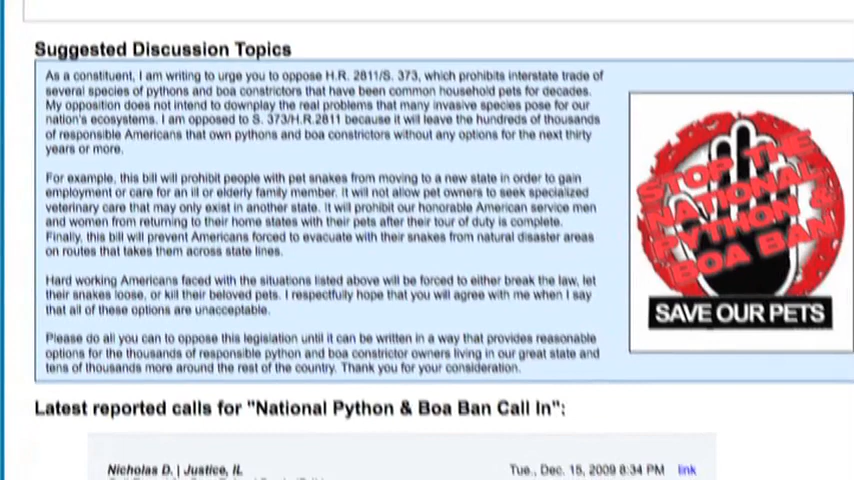 Suggested Discussion Topics
As a constituent, I am writing to urge you to oppose H.R. 2811/S. 373, which prohibits interstate trade of
several species of pythons and boa constrictors that have been common household pets for decades.
My opposition does not intend to downplay the real problems that many invasive species pose for our
nation's ecosystems. I am opposed to S. 373/H.R.2811 because it will leave the hundreds of thousands
of responsible Americans that own pythons and boa constrictors without any options for the next thirty
years or more.
For example, this bill will prohibit people with pet snakes from moving to a new state in order to gain
employment or care for an ill or elderly family member. It will not allow pet owners to seek specialized
veterinary care that may only exist in another state. It will prohibit our honorable American service men
and women from returning to their home states with their pets after their tour of duty is complete.
Finally, this bill will prevent Americans forced to evacuate with their snakes from natural disaster areas
on routes that takes them across state lines.
Hard working Americans faced with the situations listed above will be forced to either break the law, let
their snakes loose, or kill their beloved pets. I respectfully hope that you will agree with me when I say
that all of these options are unacceptable.
Please do all you can to oppose this legislation until it can be written in a way that provides reasonable
options for the thousands of responsible python and boa constrictor owners living in our great state and
tens of thousands more around the rest of the country. Thank you for your consideration.
STOP THE
NATIONAL
PYTHON &
BOA BAN
SAVE OUR PETS
Latest reported calls for "National Python & Boa Ban Call In":
Nicholas D. | Justice, IL
Tue., Dec. 15, 2009 8:34 PM link